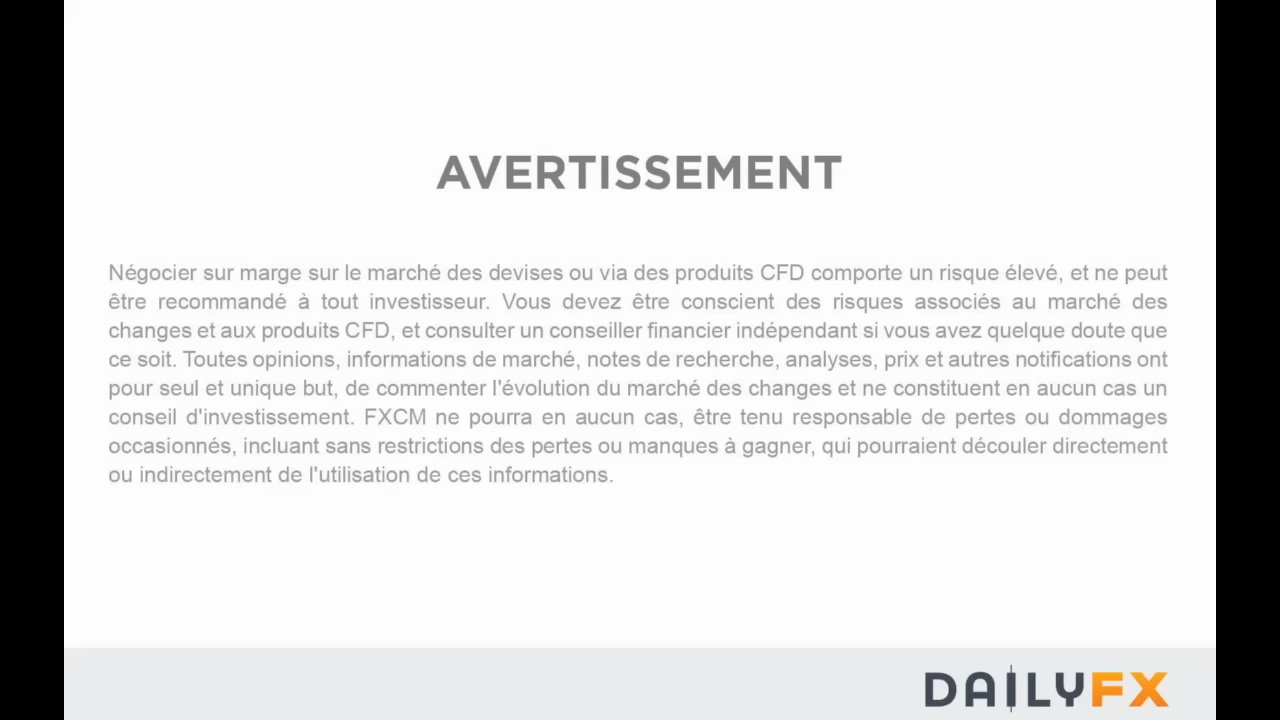 AVERTISSEMENT
Négocier sur marge sur le marché des devises ou via des produits CFD comporte un risque élevé, et ne peut
être recommandé à tout investisseur. Vous devez être conscient des risques associés au marché des
changes et aux produits CFD, et consulter un conseiller financier indépendant si vous avez quelque doute que
ce soit. Toutes opinions, informations de marché, notes de recherche, analyses, prix et autres notifications ont
pour seul et unique but, de commenter l'évolution du marché des changes et ne constituent en aucun cas un
conseil d'investissement. FXCM ne pourra en aucun cas, être tenu responsable de pertes ou dommages
occasionnés, incluant sans restrictions des pertes ou manques à gagner, qui pourraient découler directement
ou indirectement de l'utilisation de ces informations.
DAILYFX